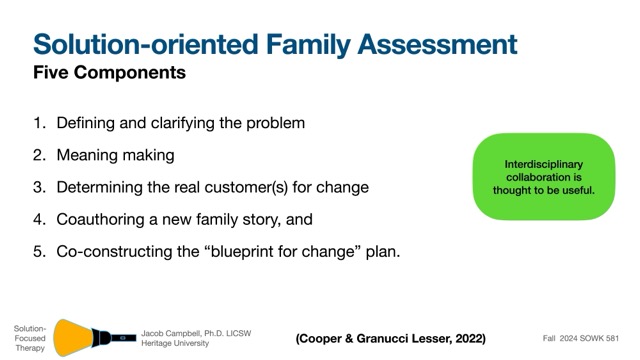 Solution-oriented Family Assessment
Five Components
1. Defining and clarifying the problem
2. Meaning making
3. Determining the real customer(s) for change
4. Coauthoring a new family story, and
5. Co-constructing the “blueprint for change” plan.
Interdisciplinary
collaboration is
thought to be useful.
Solution-
Focused
Therapy
Jacob Campbell, Ph.D. LICSW
Heritage University
(Cooper & Granucci Lesser, 2022)
Fall 2024 SOWK 581